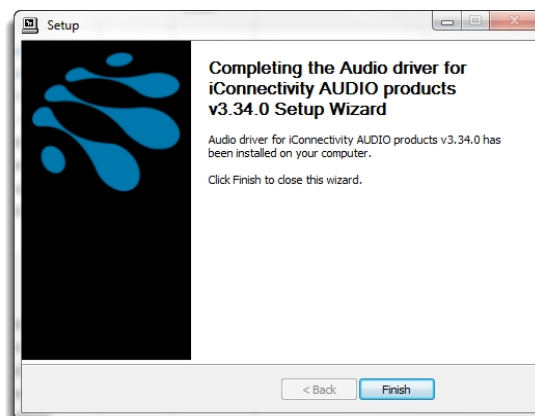 Setup
Completing the Audio driver for
iConnectivity AUDIO products
v3.34.0 Setup Wizard
Audio driver for iConnectivity AUDIO products v3.34.0 has
been installed on your computer.
Click Finish to close this wizard.
< Back
Finish